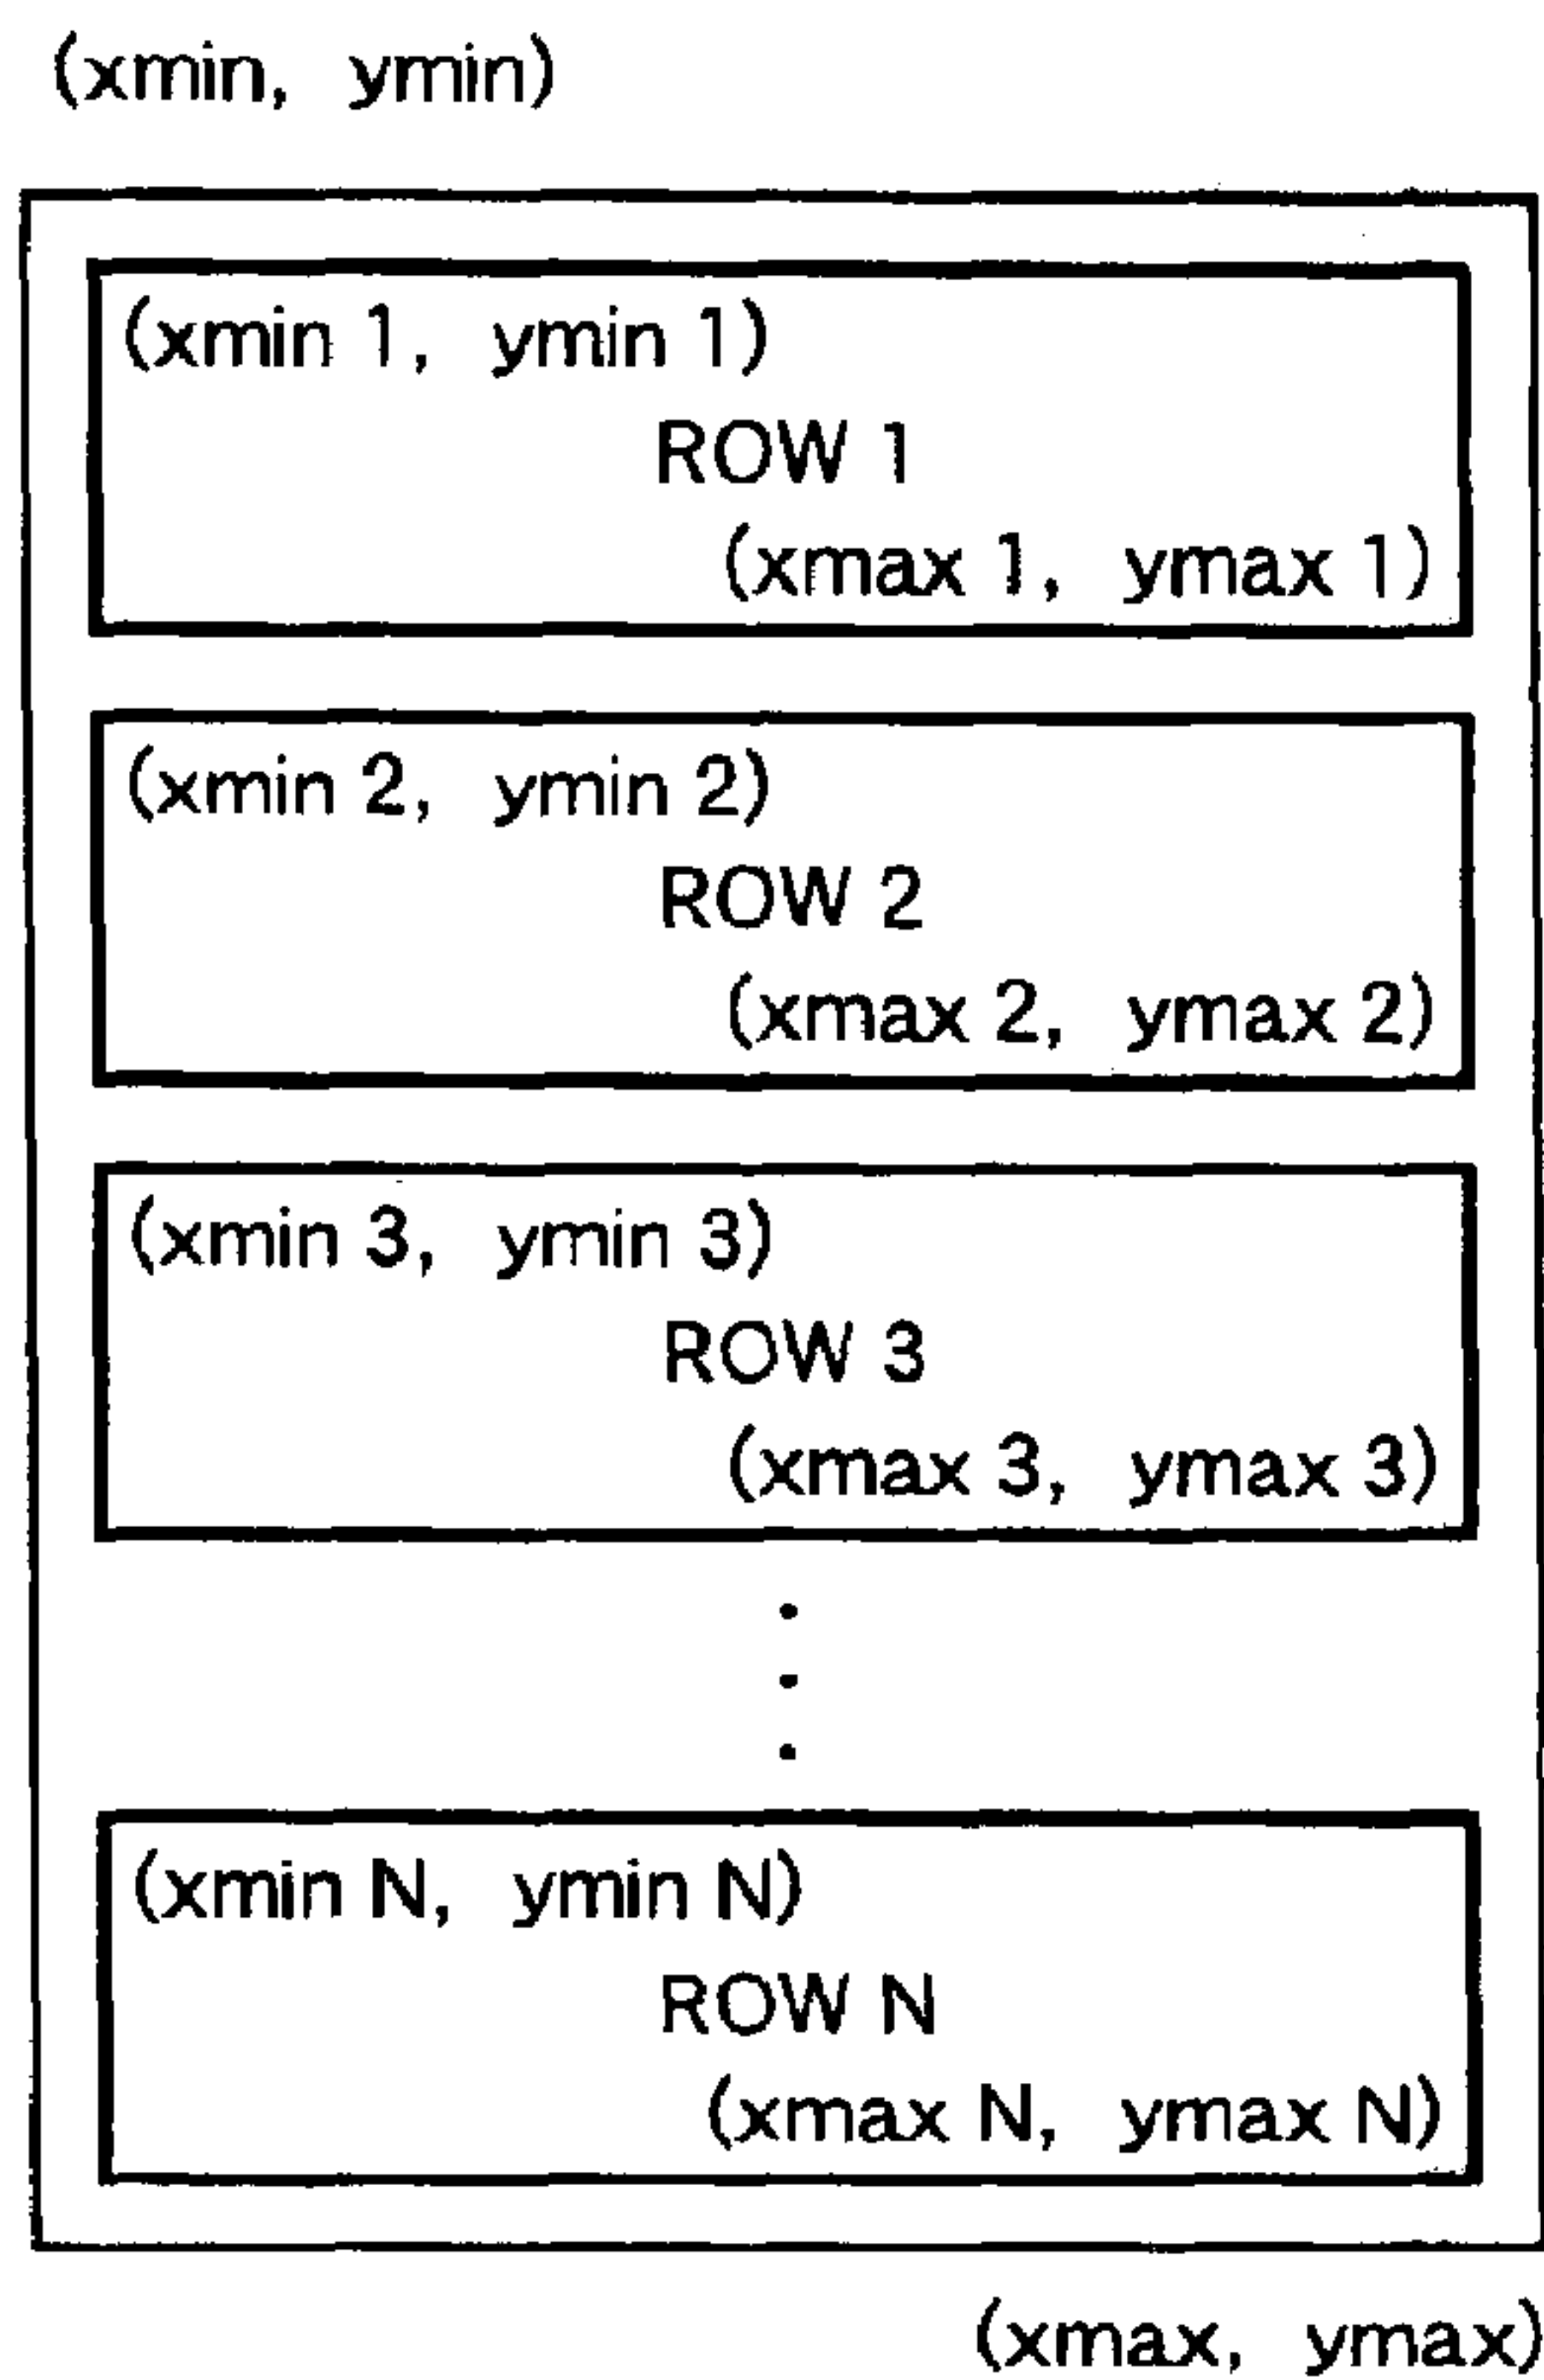 (xmin, ymin)
(xmin 1, ymin 1)
ROW 1
(xmax 1, ymax 1)
(xmin 2, ymin 2)
ROW 2
(xmax 2, ymax 2)
(xmin 3, ymin 3)
ROW 3
(xmax 3, ymax 3)
(xmin N, ymin N)
ROW N
(xmax N, ymax N)
(xmax, ymax)